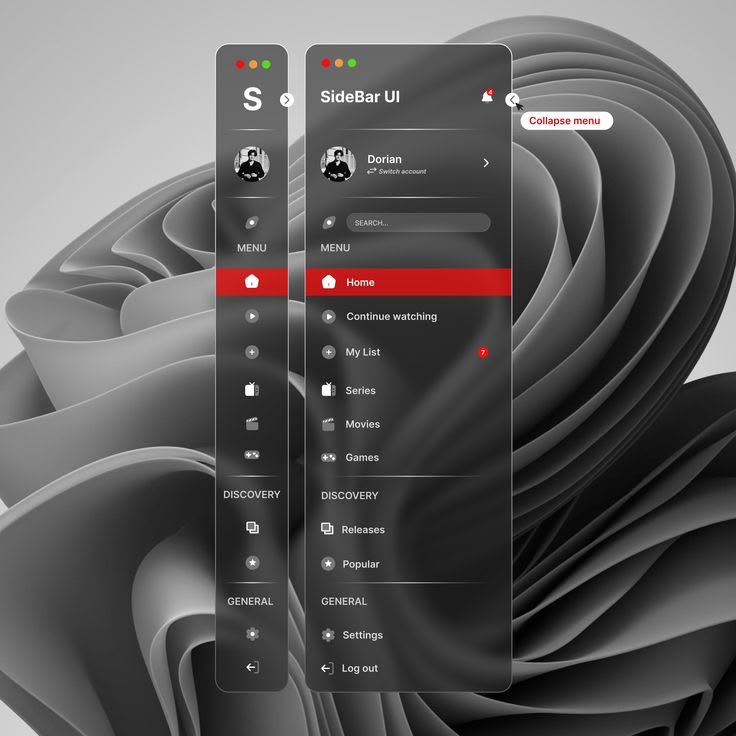 S
MENU
DISCOVERY
GENERAL
SideBar UI
4
Collapse menu
Dorian
Switch account
SEARCH...
MENU
Home
Continue watching
My List
7
Series
Movies
Games
DISCOVERY
Releases
Popular
GENERAL
Settings
Log out